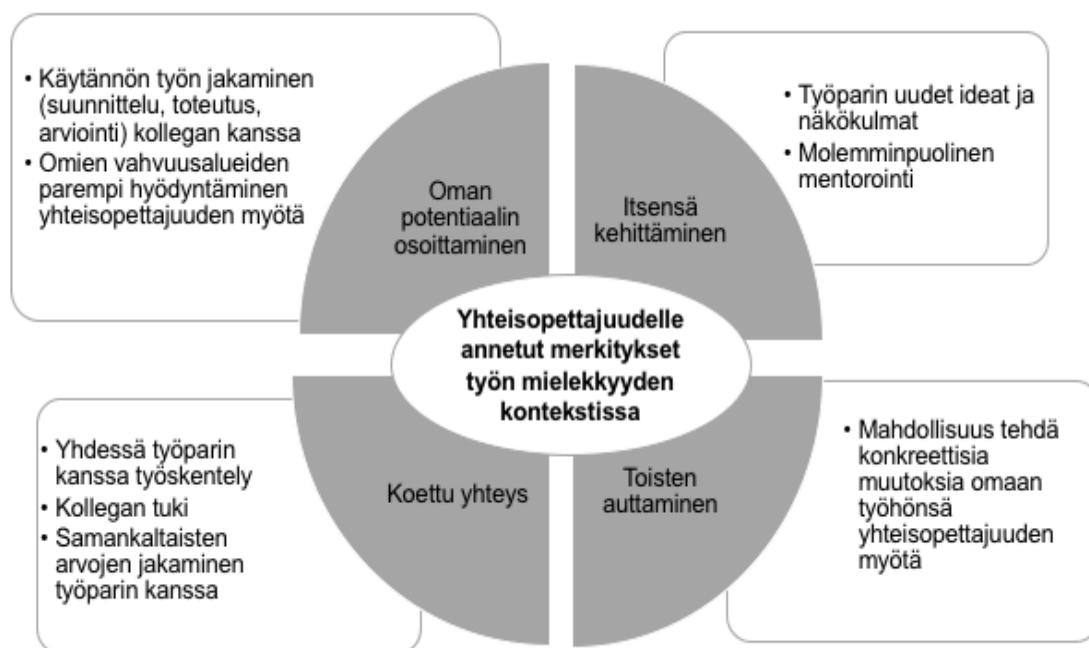 • Käytännön työn jakaminen
(suunnittelu, toteutus,
arviointi) kollegan kanssa
• Omien vahvuusalueiden
parempi hyödyntäminen
yhteisopettajuuden myötä
Oman
potentiaalin
osoittaminen
Itsensä
kehittäminen
• Työparin uudet ideat ja
näkökulmat
• Molemminpuolinen
mentorointi
Yhteisopettajuudelle
annetut merkitykset
työn mielekkyyden
kontekstissa
• Yhdessä työparin
kanssa työskentely
• Kollegan tuki
• Samankaltaisten
arvojen jakaminen
työparin kanssa
Koettu yhteys
Toisten
auttaminen
• Mahdollisuus tehdä
konkreettisia
muutoksia omaan
työhönsä
yhteisopettajuuden
myötä